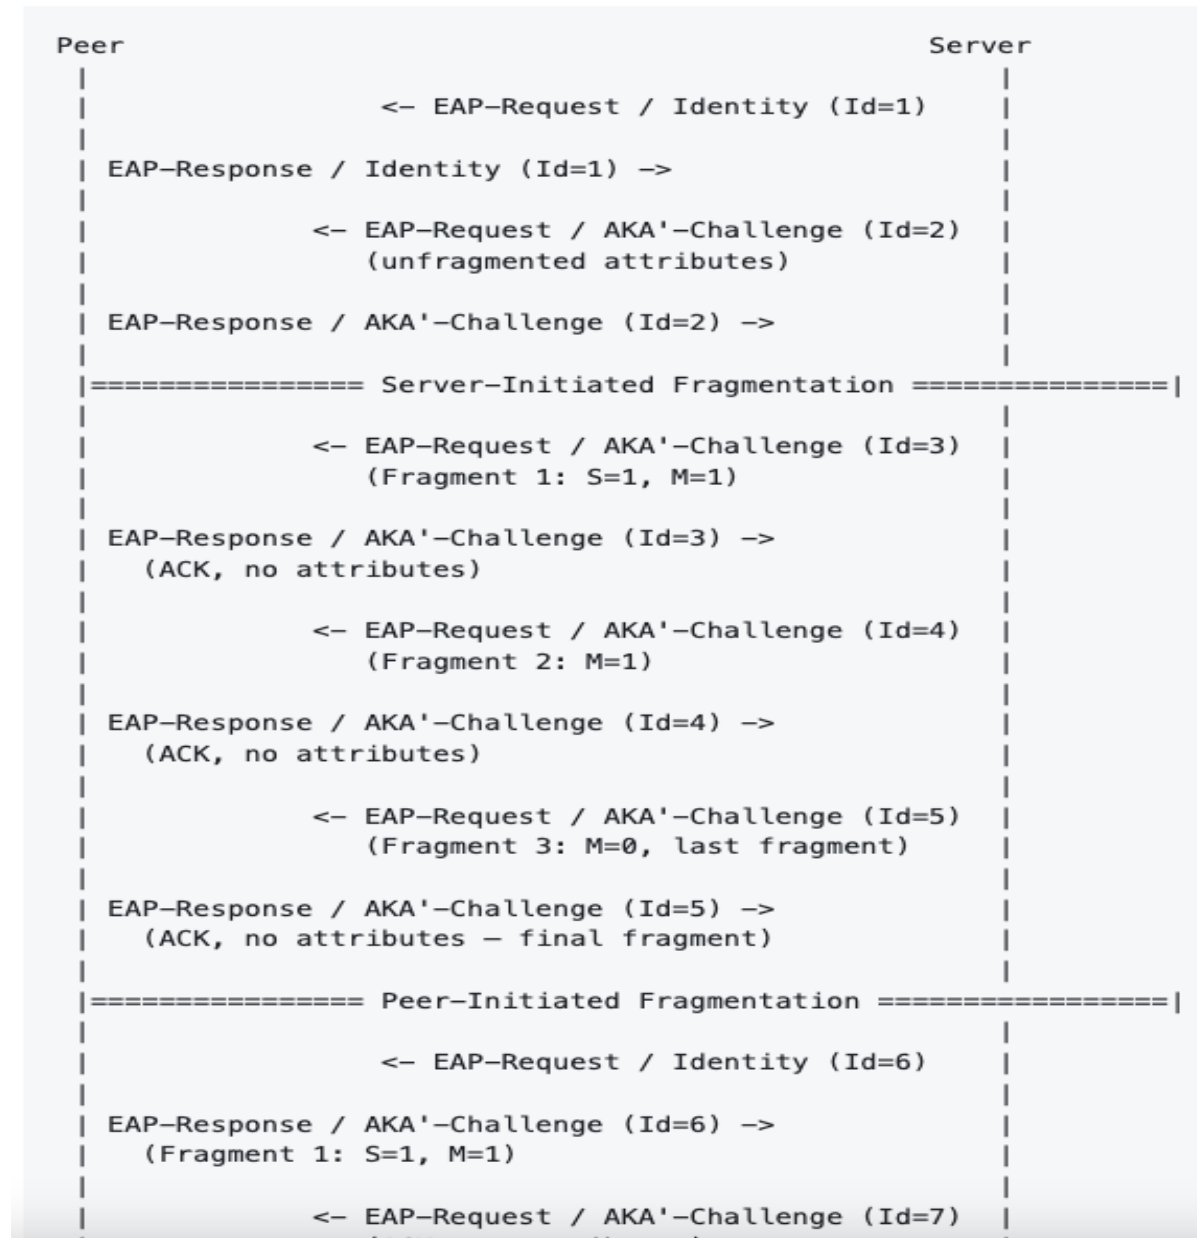 Peer Server
<– EAP–Request / Identity (Id=1)
EAP–Response / Identity (Id=1) –>
<– EAP–Request / AKA'–Challenge (Id=2)
(unfragmented attributes)
EAP–Response / AKA'–Challenge (Id=2) –>
|================ Server–Initiated Fragmentation ===============|
<– EAP–Request / AKA'–Challenge (Id=3)
(Fragment 1: S=1, M=1)
EAP–Response / AKA'–Challenge (Id=3) –>
(ACK, no attributes)
<– EAP–Request / AKA'–Challenge (Id=4)
(Fragment 2: M=1)
EAP–Response / AKA'–Challenge (Id=4) –>
(ACK, no attributes)
<– EAP–Request / AKA'–Challenge (Id=5)
(Fragment 3: M=0, last fragment)
EAP–Response / AKA'–Challenge (Id=5) –>
(ACK, no attributes – final fragment)
|================ Peer–Initiated Fragmentation =================|
<– EAP–Request / Identity (Id=6)
EAP–Response / AKA'–Challenge (Id=6) –>
(Fragment 1: S=1, M=1)
<– EAP–Request / AKA'–Challenge (Id=7)